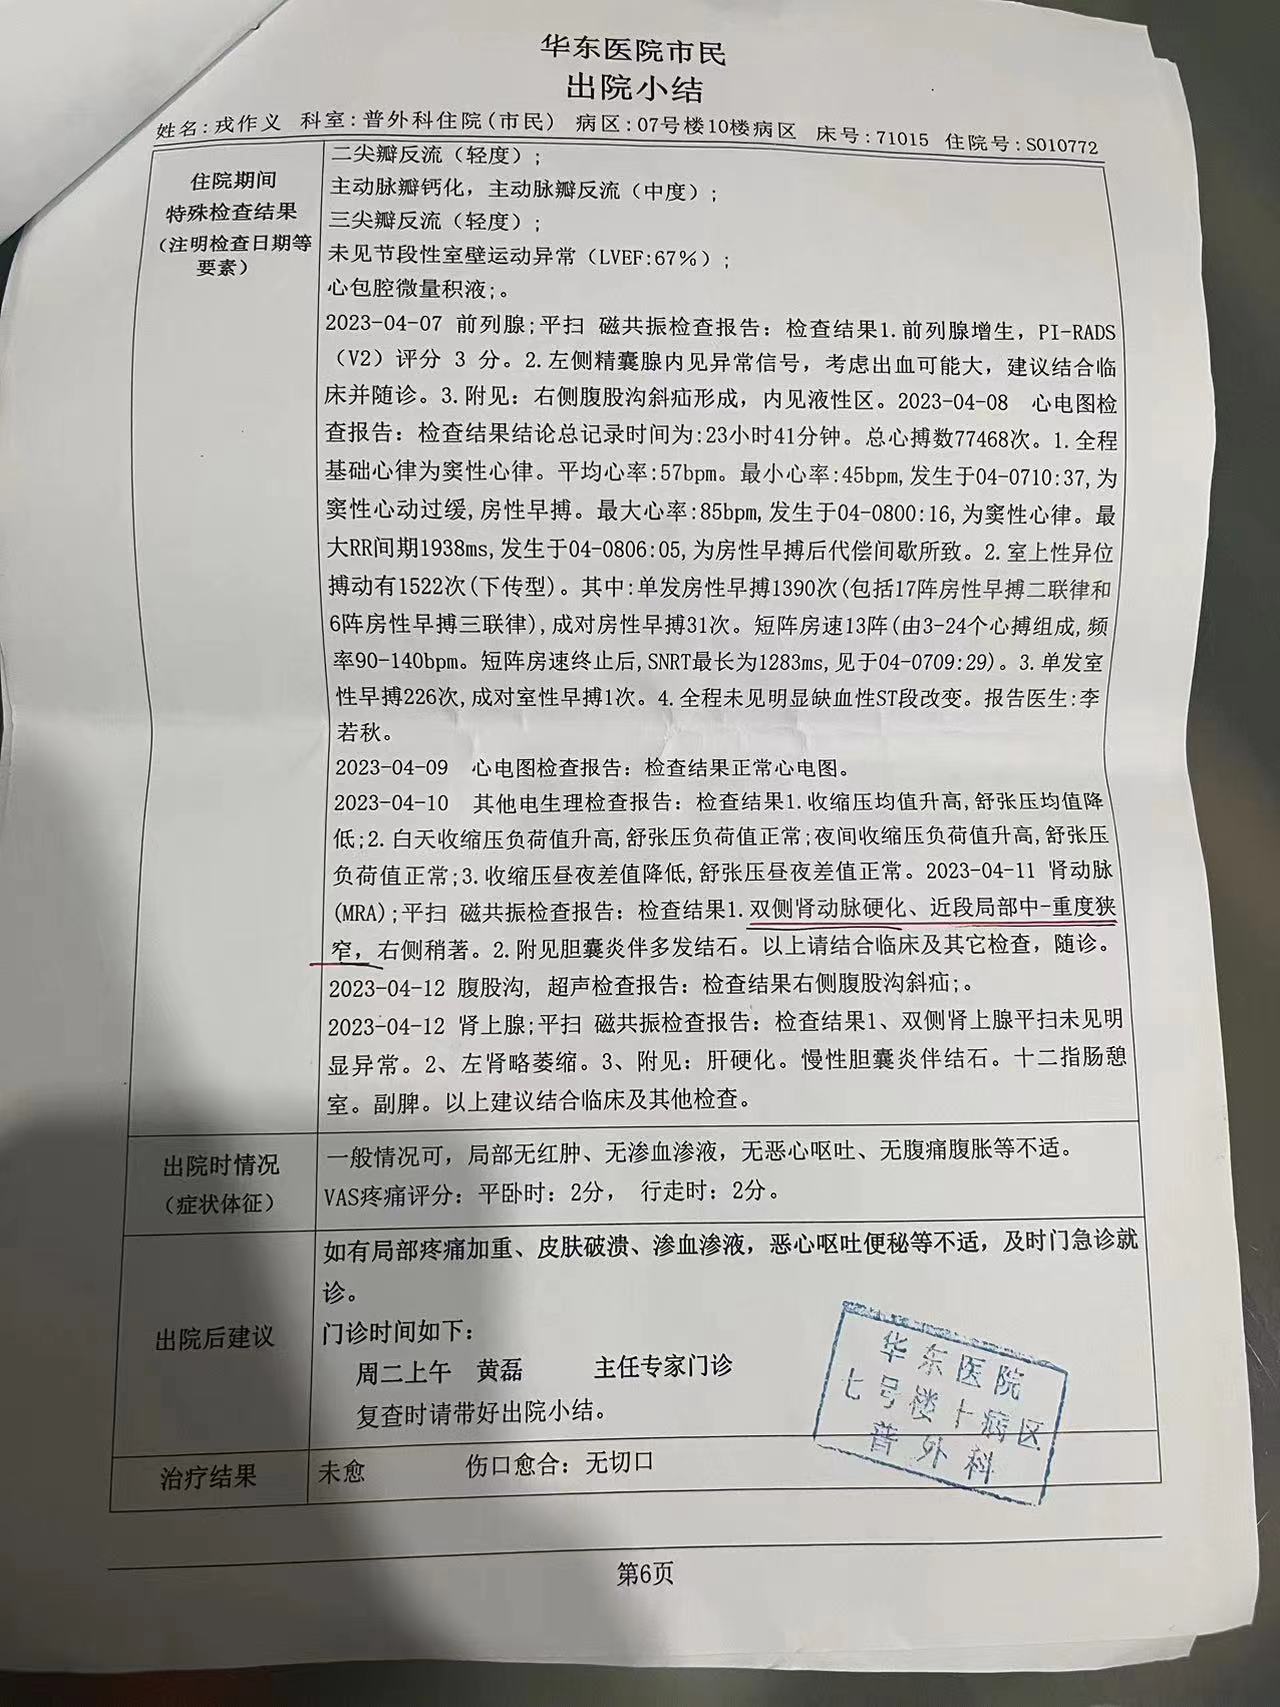 华东医院市民
出院小结
姓名:戎作义 科室:普外科住院(市民) 病区:07号楼10楼病区 床号:71015 住院号:S010772
住院期间
特殊检查结果
(注明检查日期等
要素)
二尖瓣反流（轻度）;
主动脉瓣钙化，主动脉瓣反流（中度）;
三尖瓣反流（轻度）;
未见节段性室壁运动异常（LVEF:67%）;
心包腔微量积液;。
2023-04-07 前列腺;平扫 磁共振检查报告：检查结果1.前列腺增生，PI-RADS
（V2）评分 3 分。2.左侧精囊腺内见异常信号，考虑出血可能大，建议结合临
床并随诊。3.附见：右侧腹股沟斜疝形成，内见液性区。2023-04-08 心电图检
查报告：检查结果结论总记录时间为:23小时41分钟。总心搏数77468次。1.全程
基础心律为窦性心律。平均心率:57bpm。最小心率:45bpm,发生于04-0710:37,为
窦性心动过缓,房性早搏。最大心率:85bpm,发生于04-0800:16,为窦性心律。最
大RR间期1938ms,发生于04-0806:05,为房性早搏后代偿间歇所致。2.室上性异位
搏动有1522次(下传型)。其中:单发房性早搏1390次(包括17阵房性早搏二联律和
6阵房性早搏三联律),成对房性早搏31次。短阵房速13阵(由3-24个心搏组成,频
率90-140bpm。短阵房速终止后,SNRT最长为1283ms,见于04-0709:29)。3.单发室
性早搏226次,成对室性早搏1次。4.全程未见明显缺血性ST段改变。报告医生:李
若秋。
2023-04-09 心电图检查报告：检查结果正常心电图。
2023-04-10 其他电生理检查报告：检查结果1.收缩压均值升高,舒张压均值降
低;2.白天收缩压负荷值升高,舒张压负荷值正常;夜间收缩压负荷值升高,舒张压
负荷值正常;3.收缩压昼夜差值降低,舒张压昼夜差值正常。2023-04-11 肾动脉
(MRA);平扫 磁共振检查报告：检查结果1.双侧肾动脉硬化、近段局部中-重度狭
窄，右侧稍著。2.附见胆囊炎伴多发结石。以上请结合临床及其它检查，随诊。
2023-04-12 腹股沟, 超声检查报告：检查结果右侧腹股沟斜疝;。
2023-04-12 肾上腺;平扫 磁共振检查报告：检查结果1、双侧肾上腺平扫未见明
显异常。2、左肾略萎缩。3、附见：肝硬化。慢性胆囊炎伴结石。十二指肠憩
室。副脾。以上建议结合临床及其他检查。
出院时情况
（症状体征）
一般情况可，局部无红肿、无渗血渗液，无恶心呕吐、无腹痛腹胀等不适。
VAS疼痛评分：平卧时：2分， 行走时：2分。
出院后建议
如有局部疼痛加重、皮肤破溃、渗血渗液，恶心呕吐便秘等不适，及时门急诊就
诊。
门诊时间如下：
周二上午 黄磊 主任专家门诊
复查时请带好出院小结。
华东医院
七号楼十病区
普外科
治疗结果
未愈 伤口愈合：无切口
第6页